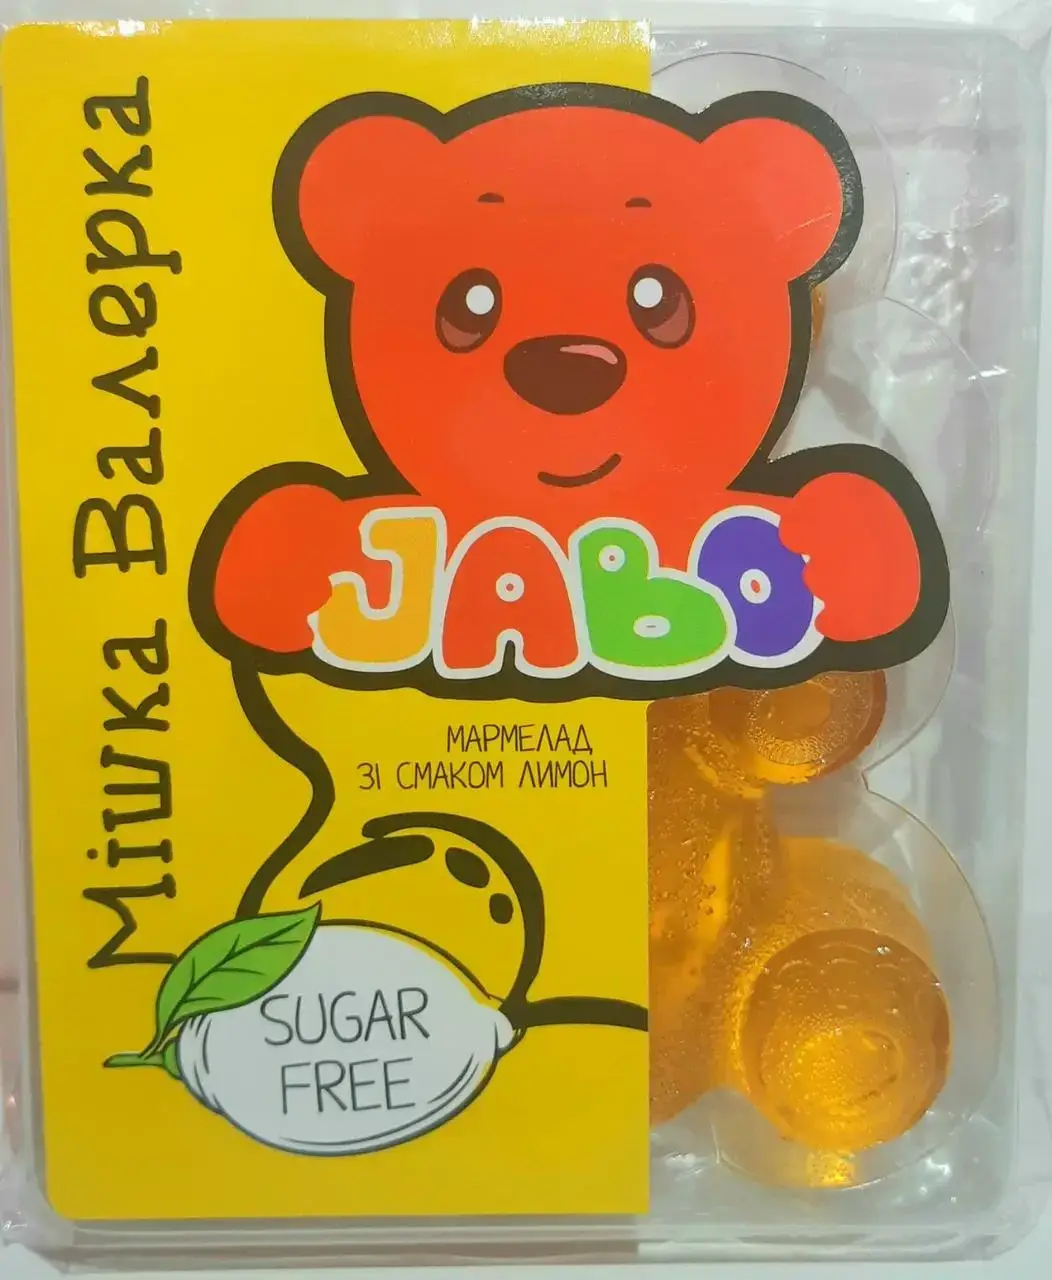 Мішка Валерка
JABO
МАРМЕЛАД
ЗІ СМАКОМ ЛИМОН
SUGAR
FREE